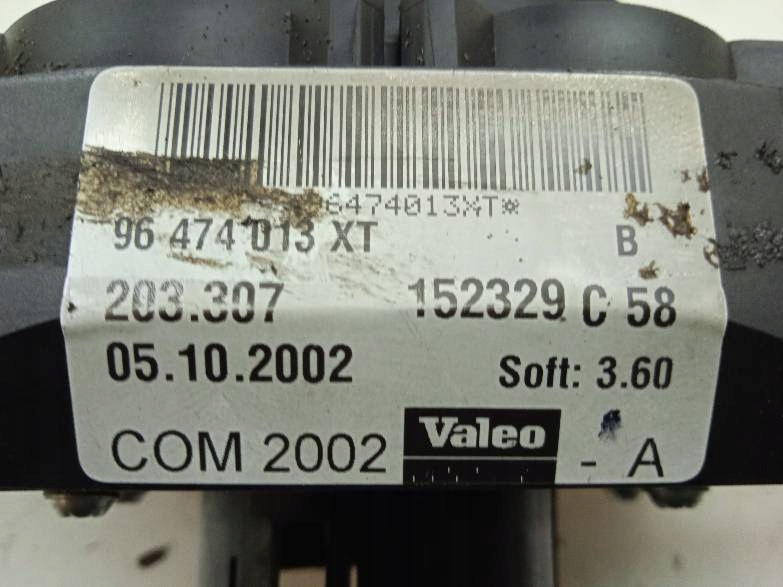 6474013XT*
96 474 013 XT B
203.307 152329 C 58
05.10.2002 Soft: 3.60
COM 2002 Valeo - A